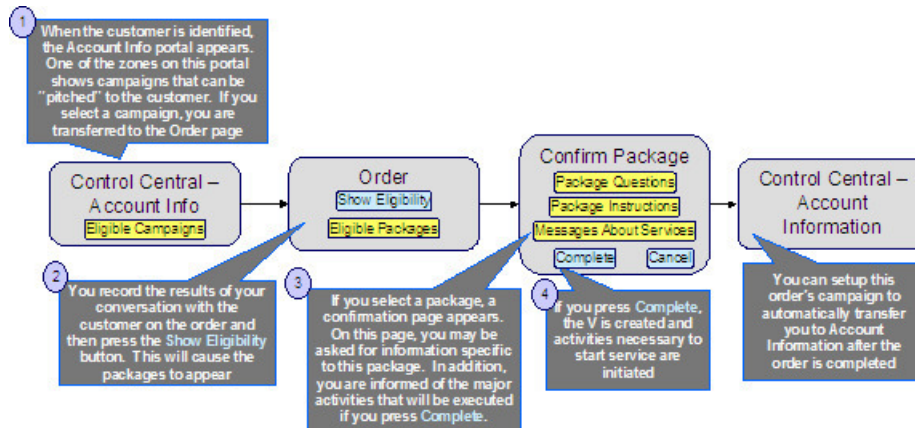 1
When the customer is identified,
the Account Info portal appears.
One of the zones on this portal
shows campaigns that can be
"pitched" to the customer. If you
select a campaign, you are
transferred to the Order page
Control Central –
Account Info
Eligible Campaigns
Order
Show Eligibility
Eligible Packages
Confirm Package
Package Questions
Package Instructions
Messages About Services
Complete
Cancel
Control Central –
Account
Information
2
You record the results of your
conversation with the
customer on the order and
then press the Show Eligibility
button. This will cause the
packages to appear
3
If you select a package, a
confirmation page appears.
On this page, you may be
asked for information specific
to this package. In addition,
you are informed of the major
activities that will be executed
if you press Complete.
4
If you press Complete,
the V is created and
activities necessary to
start service are
initiated
You can setup this
order's campaign to
automatically transfer
you to Account
Information after the
order is completed